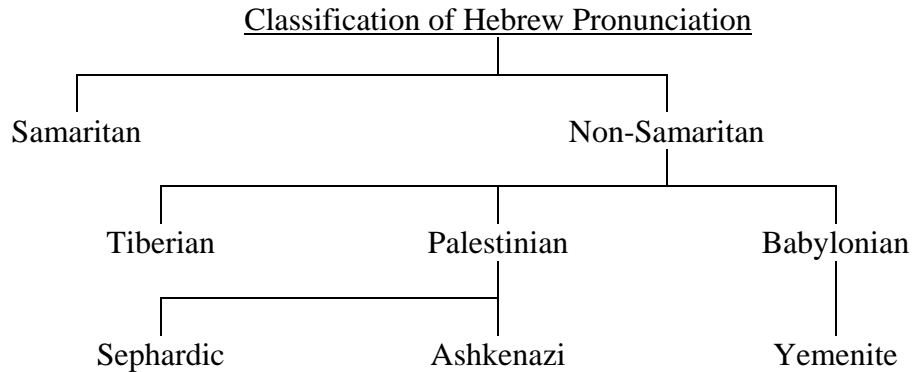 Classification of Hebrew Pronunciation
Samaritan Non-Samaritan
Tiberian Palestinian Babylonian
Sephardic Ashkenazi Yemenite